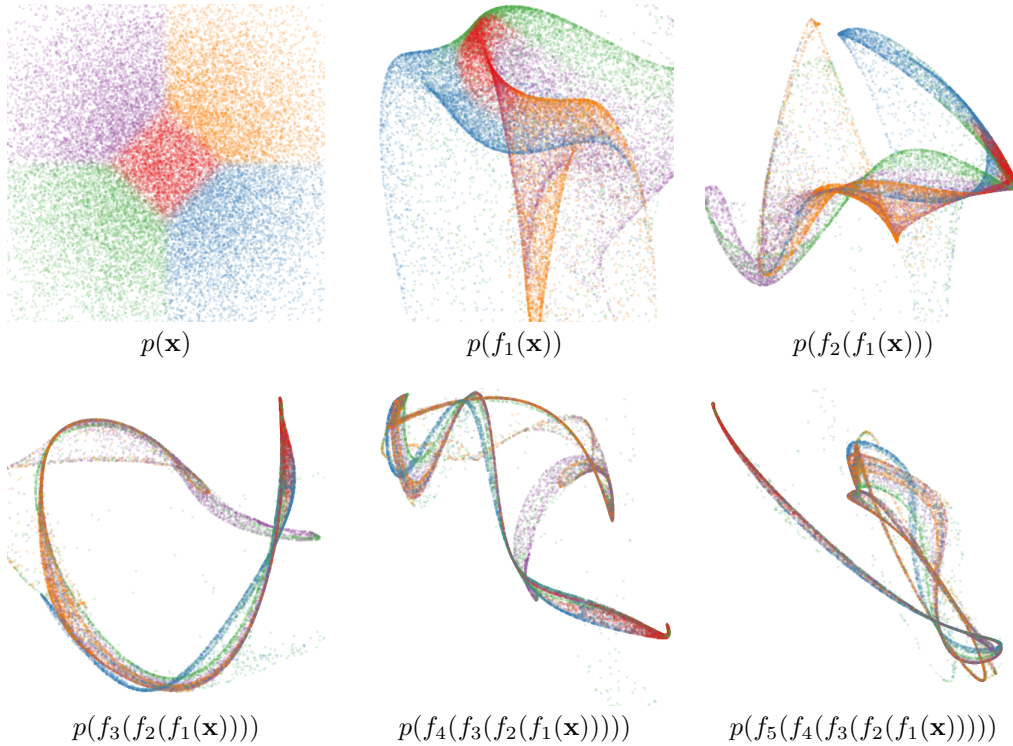 p(x)
p(f₁(x))
p(f₂(f₁(x)))
p(f₃(f₂(f₁(x))))
p(f₄(f₃(f₂(f₁(x)))))
p(f₅(f₄(f₃(f₂(f₁(x)))))